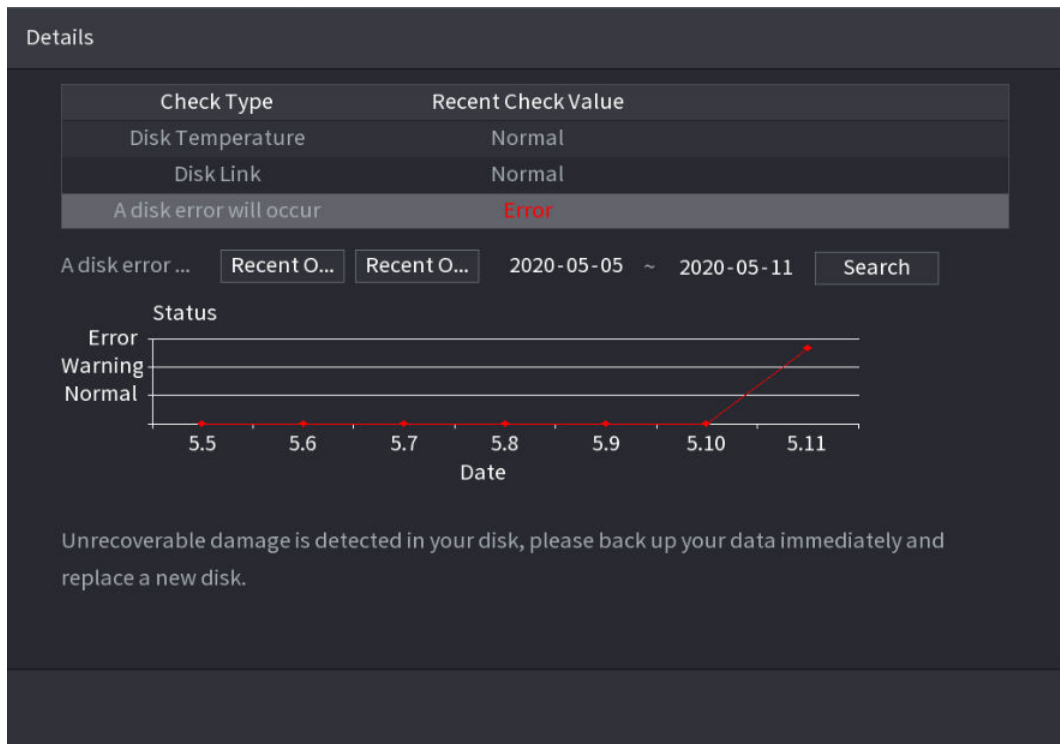 Details
Check Type Recent Check Value
Disk Temperature Normal
Disk Link Normal
A disk error will occur Error
A disk error ... Recent O... Recent O... 2020-05-05 ~ 2020-05-11 Search
Status
Error
Warning
Normal
5.5 5.6 5.7 5.8 5.9 5.10 5.11
Date
Unrecoverable damage is detected in your disk, please back up your data immediately and
replace a new disk.